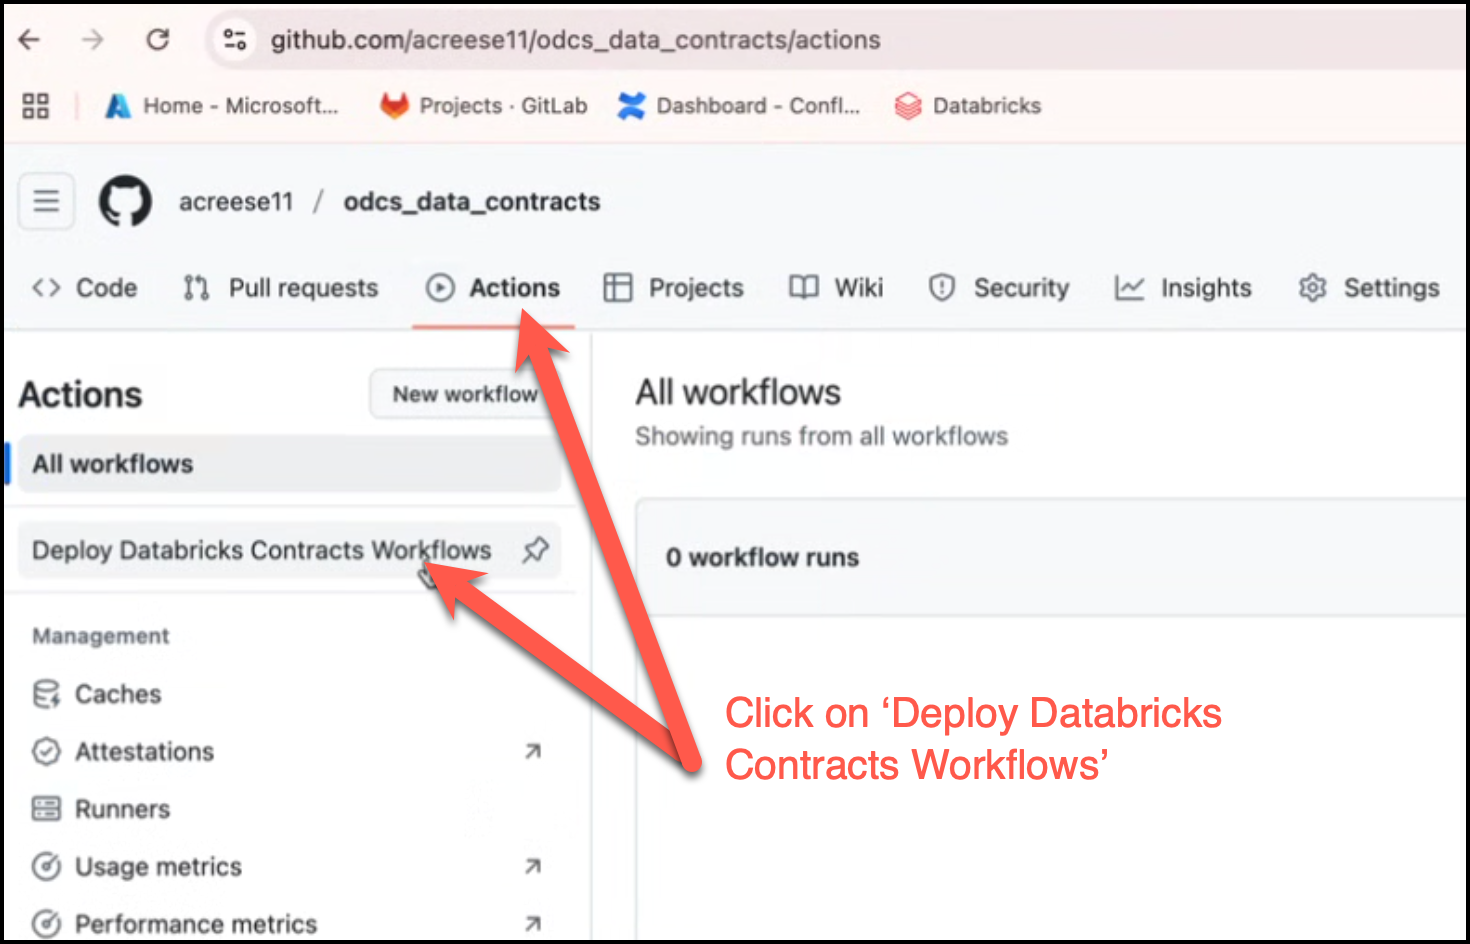 github.com/acreese11/odcs_data_contracts/actions
Home - Microsoft... Projects · GitLab Dashboard - Confl... Databricks
acreese11 / odcs_data_contracts
Code Pull requests Actions Projects Wiki Security Insights Settings
Actions New workflow
All workflows
Showing runs from all workflows
All workflows
Deploy Databricks Contracts Workflows
0 workflow runs
Management
Caches
Attestations
Runners
Usage metrics
Performance metrics
Click on ‘Deploy Databricks
Contracts Workflows’